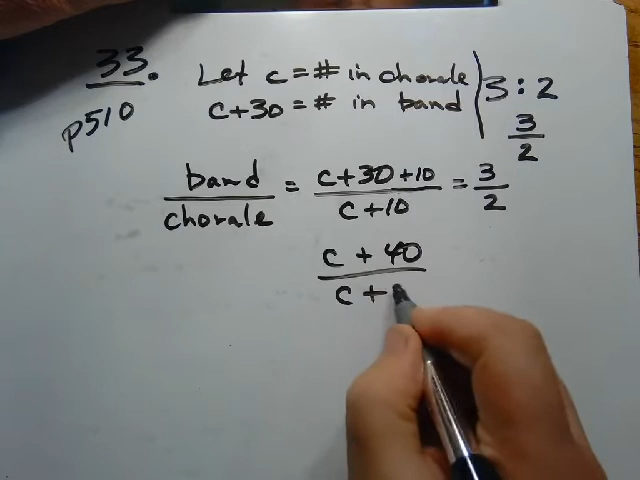 33.
p510
Let c = # in chorale
c+30 = # in band
3 : 2
3/2
band/chorale = c+30+10/c+10 = 3/2
c + 40
c +